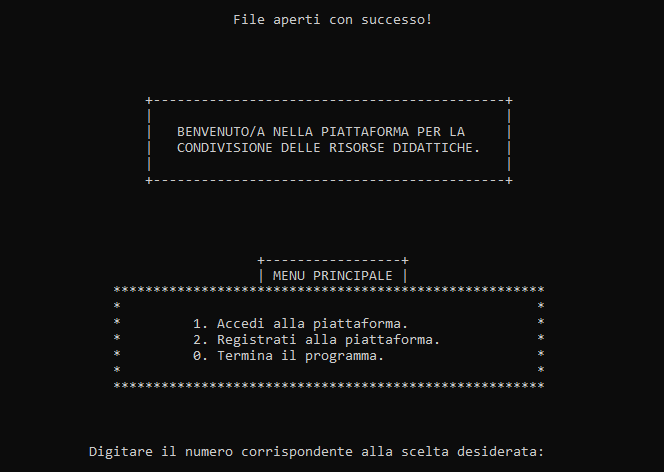 File aperti con successo!
+--------------------------------------------+
|                                            |
|   BENVENUTO/A NELLA PIATTAFORMA PER LA     |
|   CONDIVISIONE DELLE RISORSE DIDATTICHE.   |
|                                            |
+--------------------------------------------+
+-----------------+
| MENU PRINCIPALE |
******************************************************
*                                                    *
*         1. Accedi alla piattaforma.                *
*         2. Registrati alla piattaforma.            *
*         0. Termina il programma.                   *
*                                                    *
******************************************************
Digitare il numero corrispondente alla scelta desiderata: